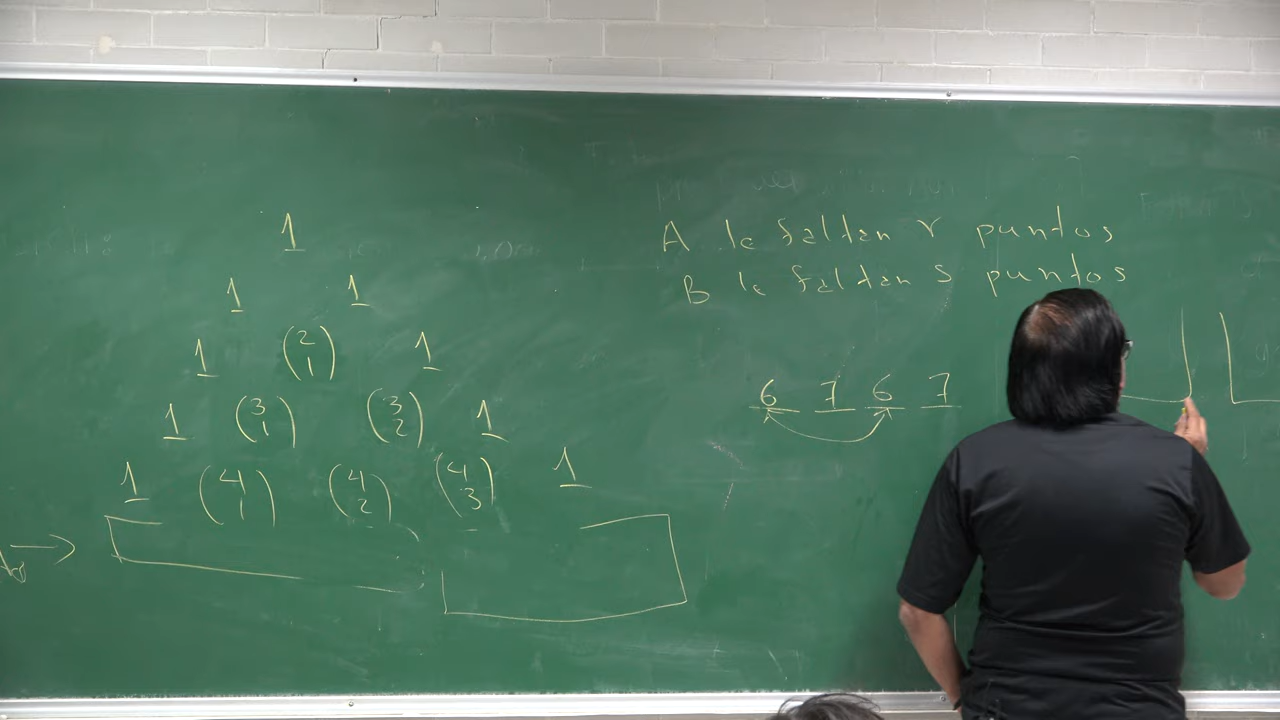 1
1 1
1 (2 1) 1
1 (3 1) (3 2) 1
1 (4 1) (4 2) (4 3) 1
A le faltan r puntos
B le faltan s puntos
6 7 6 7